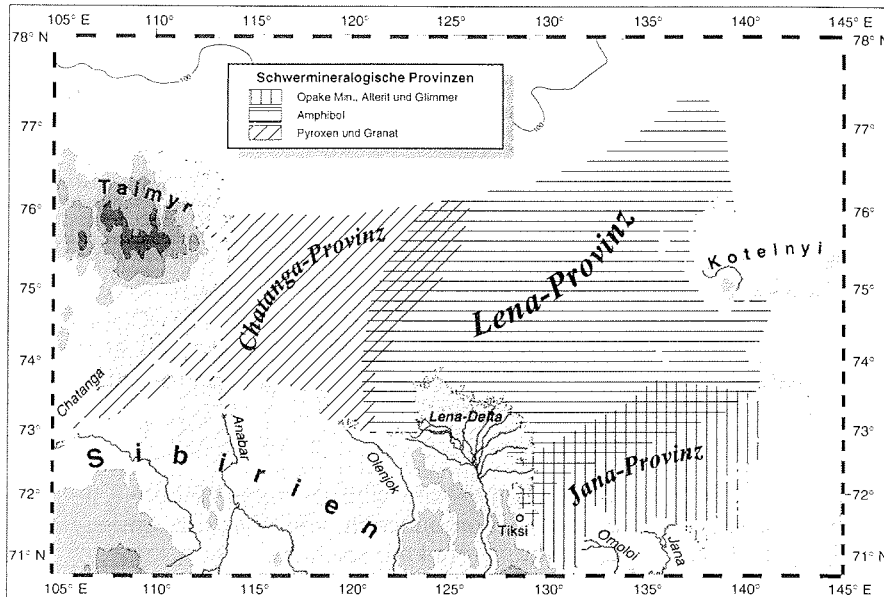 105° E 110° 115° 120° 125° 130° 135° 140° 145° E
78° N 78° N
100
Schwermineralogische Provinzen
Opake Min., Alterit und Glimmer
Amphibol
Pyroxen und Granat
100
77° 77°
Taimyr
76° 76°
Chatanga-Provinz
Lena-Provinz
Kotelnyi
75° 75°
74° 74°
Chatanga
73° 73°
Anabar
Lena-Delta
Sibirien
Olenjok
Jana-Provinz
72° 72°
Tiksi
Omoloi
Jana
71° N 71° N
105° E 110° 115° 120° 125° 130° 135° 140° 145° E